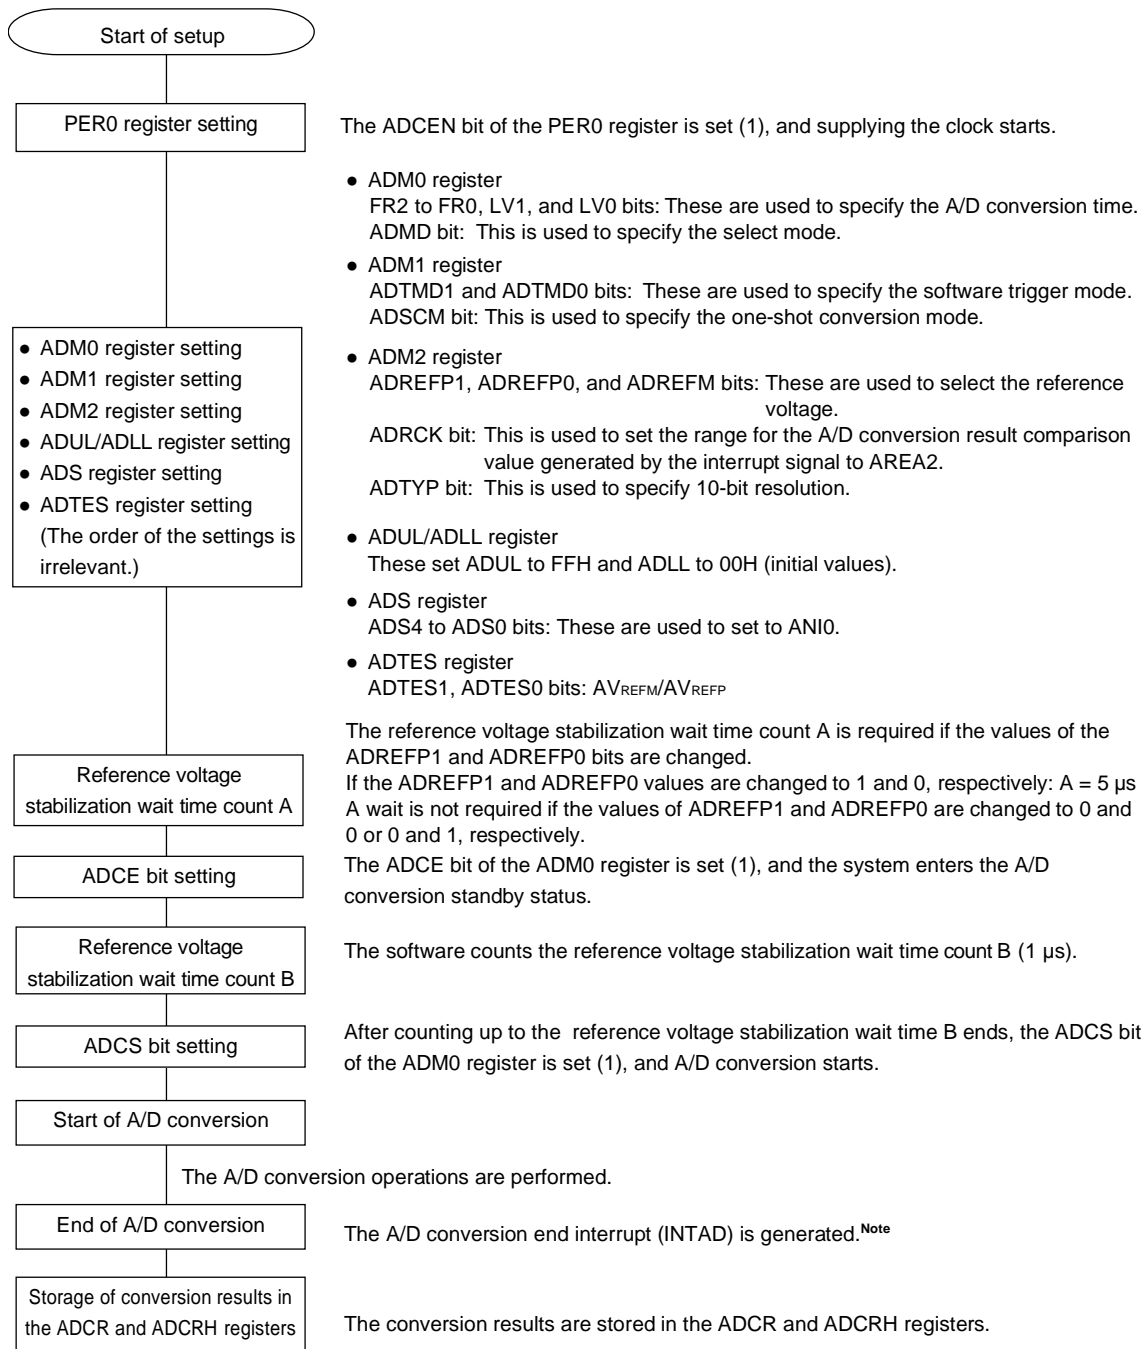 Start of setup
PER0 register setting
The ADCEN bit of the PER0 register is set (1), and supplying the clock starts.
● ADM0 register
FR2 to FR0, LV1, and LV0 bits: These are used to specify the A/D conversion time.
ADMD bit: This is used to specify the select mode.
● ADM1 register
ADTMD1 and ADTMD0 bits: These are used to specify the software trigger mode.
ADSCM bit: This is used to specify the one-shot conversion mode.
● ADM0 register setting
● ADM1 register setting
● ADM2 register setting
● ADUL/ADLL register setting
● ADS register setting
● ADTES register setting
(The order of the settings is
irrelevant.)
● ADM2 register
ADREFP1, ADREFP0, and ADREFM bits: These are used to select the reference
voltage.
ADRCK bit: This is used to set the range for the A/D conversion result comparison
value generated by the interrupt signal to AREA2.
ADTYP bit: This is used to specify 10-bit resolution.
● ADUL/ADLL register
These set ADUL to FFH and ADLL to 00H (initial values).
● ADS register
ADS4 to ADS0 bits: These are used to set to ANI0.
● ADTES register
ADTES1, ADTES0 bits: AVREFM/AVREFP
Reference voltage
stabilization wait time count A
The reference voltage stabilization wait time count A is required if the values of the
ADREFP1 and ADREFP0 bits are changed.
If the ADREFP1 and ADREFP0 values are changed to 1 and 0, respectively: A = 5 µs
A wait is not required if the values of ADREFP1 and ADREFP0 are changed to 0 and
0 or 0 and 1, respectively.
ADCE bit setting
The ADCE bit of the ADM0 register is set (1), and the system enters the A/D
conversion standby status.
Reference voltage
stabilization wait time count B
The software counts the reference voltage stabilization wait time count B (1 µs).
ADCS bit setting
After counting up to the reference voltage stabilization wait time B ends, the ADCS bit
of the ADM0 register is set (1), and A/D conversion starts.
Start of A/D conversion
The A/D conversion operations are performed.
End of A/D conversion
The A/D conversion end interrupt (INTAD) is generated.Note
Storage of conversion results in
the ADCR and ADCRH registers
The conversion results are stored in the ADCR and ADCRH registers.